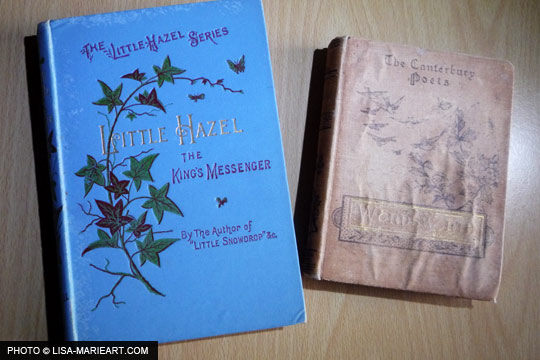 The Little Hazel Series
Little Hazel
The
King's Messenger
By The Author of
"Little Snowdrop" &c.
The Canterbury
Poets
PHOTO © LISA-MARIEART.COM